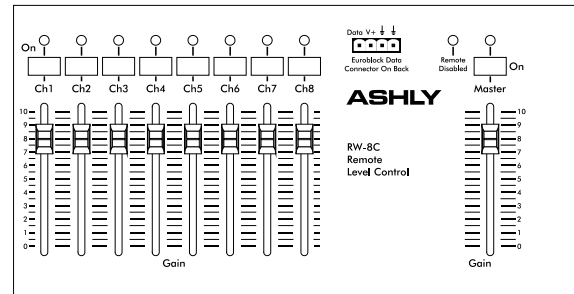 On
Ch1 Ch2 Ch3 Ch4 Ch5 Ch6 Ch7 Ch8
10
9
8
7
6
5
4
3
2
1
0
Gain
Data V+
Euroblock Data
Connector On Back
ASHLY
RW-8C
Remote
Level Control
Remote
Disabled
On
Master
10
9
8
7
6
5
4
3
2
1
0
Gain